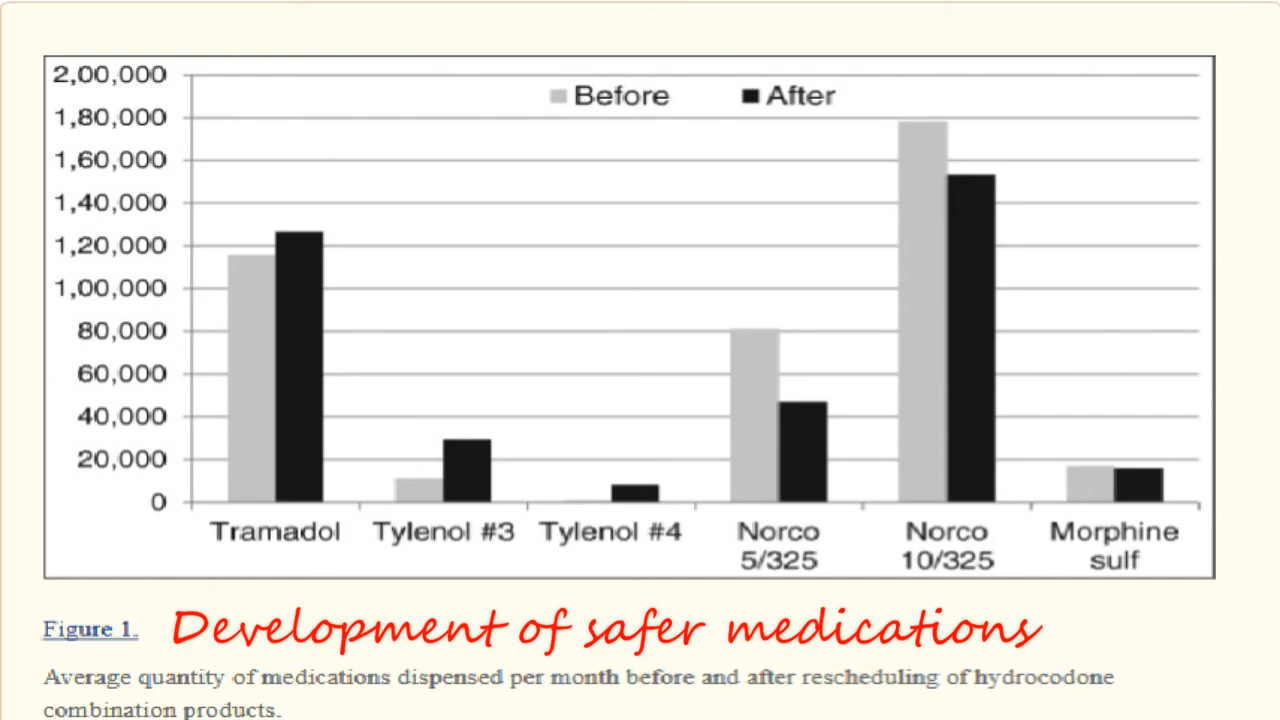 2,00,000
1,80,000
1,60,000
1,40,000
1,20,000
1,00,000
80,000
60,000
40,000
20,000
0
Before After
Tramadol Tylenol #3 Tylenol #4 Norco 5/325 Norco 10/325 Morphine sulf
Figure 1. Development of safer medications
Average quantity of medications dispensed per month before and after rescheduling of hydrocodone
combination products.